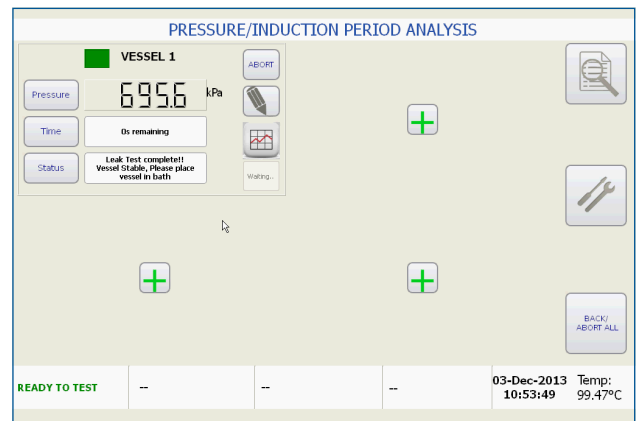 PRESSURE/INDUCTION PERIOD ANALYSIS
VESSEL 1
ABORT
Pressure
695.6 kPa
Time
0s remaining
Status
Leak Test complete!!
Vessel Stable, Please place
vessel in bath
Waiting..
BACK/
ABORT ALL
READY TO TEST
--
--
--
03-Dec-2013
10:53:49
Temp:
99.47°C